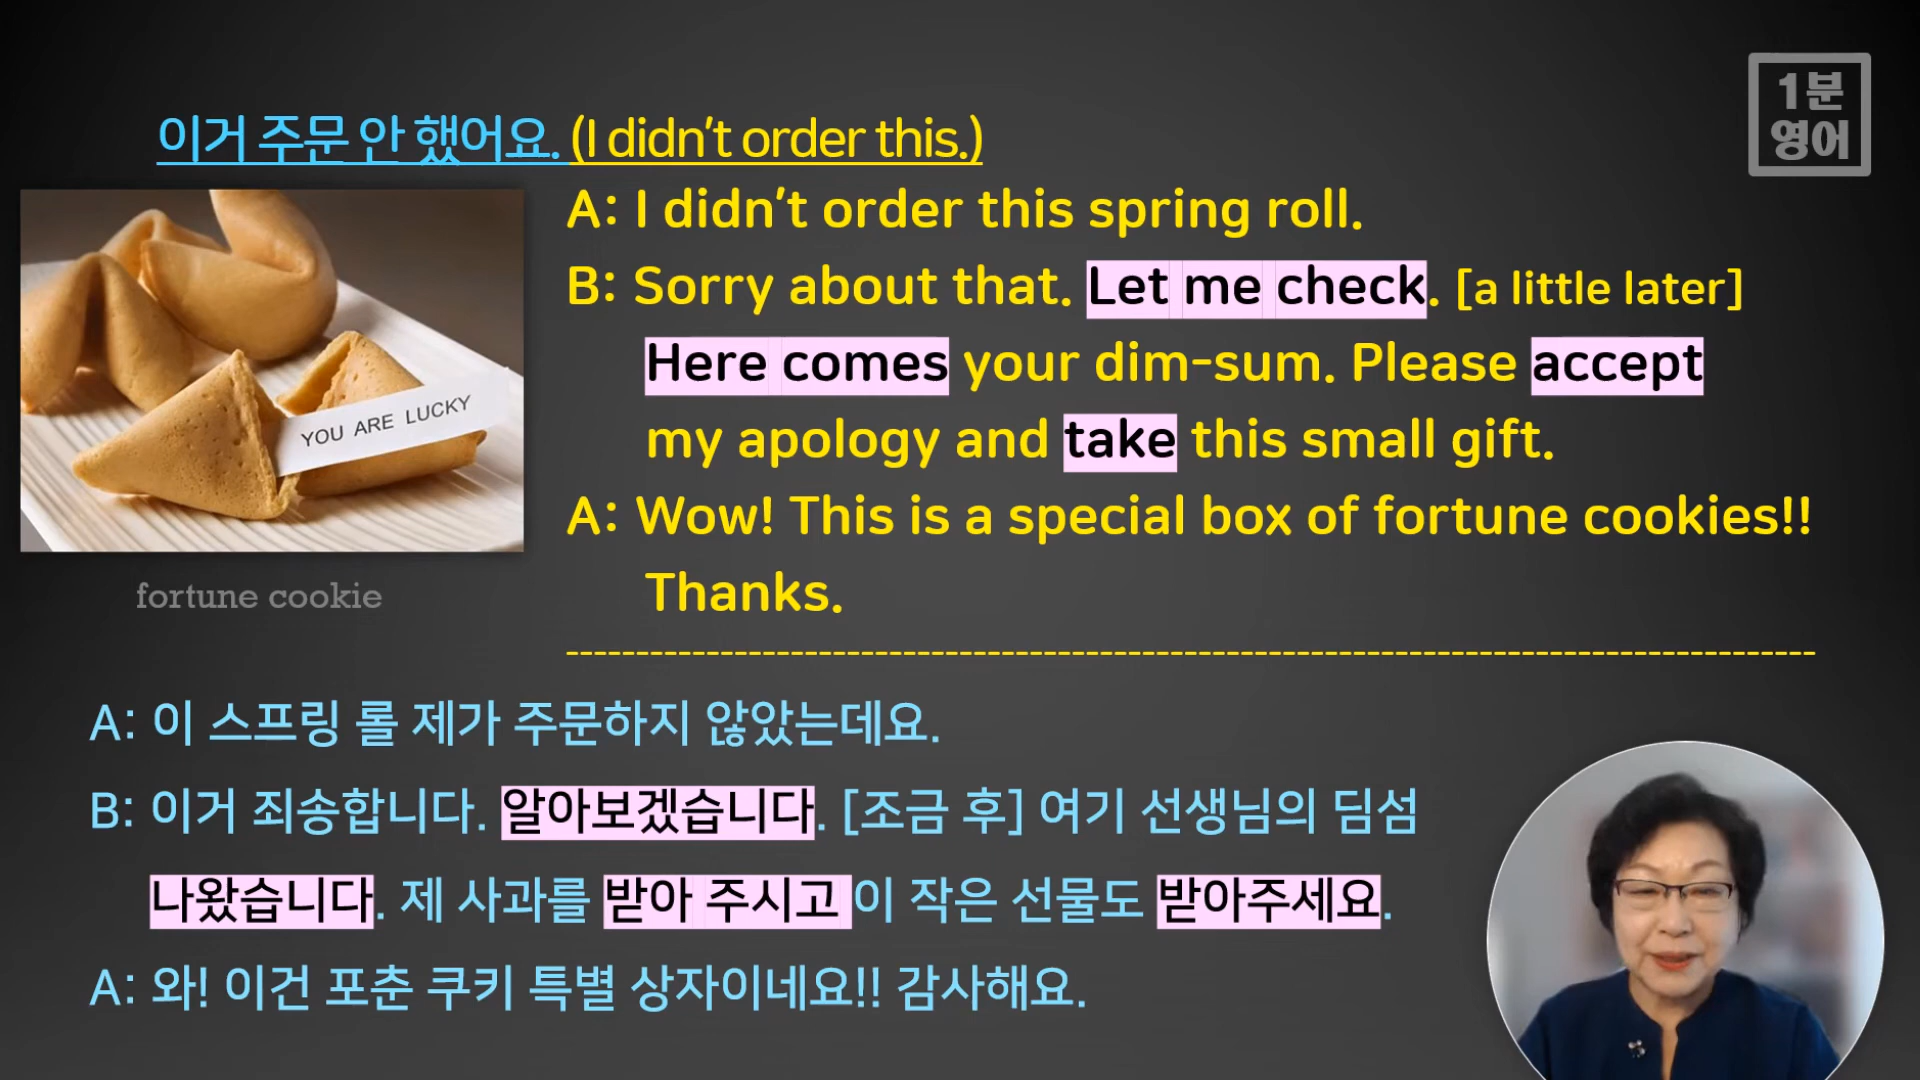 1분
영어
이거 주문 안 했어요. (I didn't order this.)
A: I didn't order this spring roll.
B: Sorry about that. Let me check. [a little later]
Here comes your dim-sum. Please accept
my apology and take this small gift.
A: Wow! This is a special box of fortune cookies!!
Thanks.
YOU ARE LUCKY
fortune cookie
A: 이 스프링 롤 제가 주문하지 않았는데요.
B: 이거 죄송합니다. 알아보겠습니다. [조금 후] 여기 선생님의 딤섬
나왔습니다. 제 사과를 받아 주시고 이 작은 선물도 받아주세요.
A: 와! 이건 포춘 쿠키 특별 상자이네요!! 감사해요.